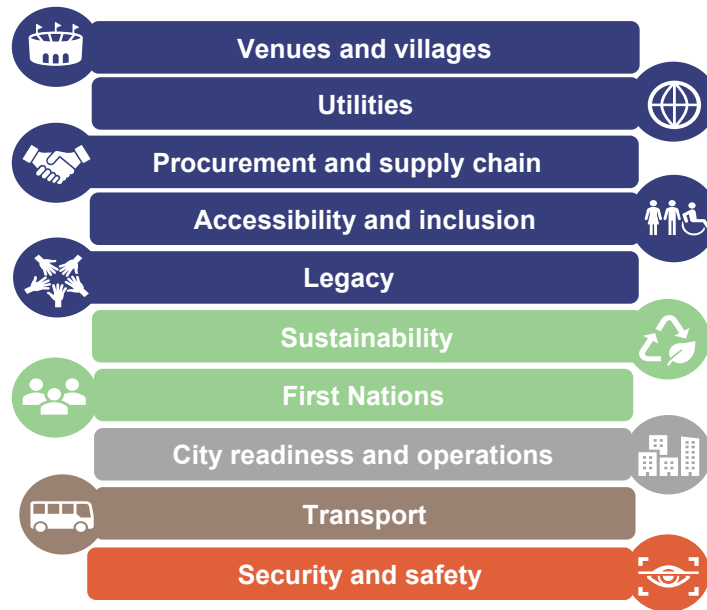 Venues and villages
Utilities
Procurement and supply chain
Accessibility and inclusion
Legacy
Sustainability
First Nations
City readiness and operations
Transport
Security and safety